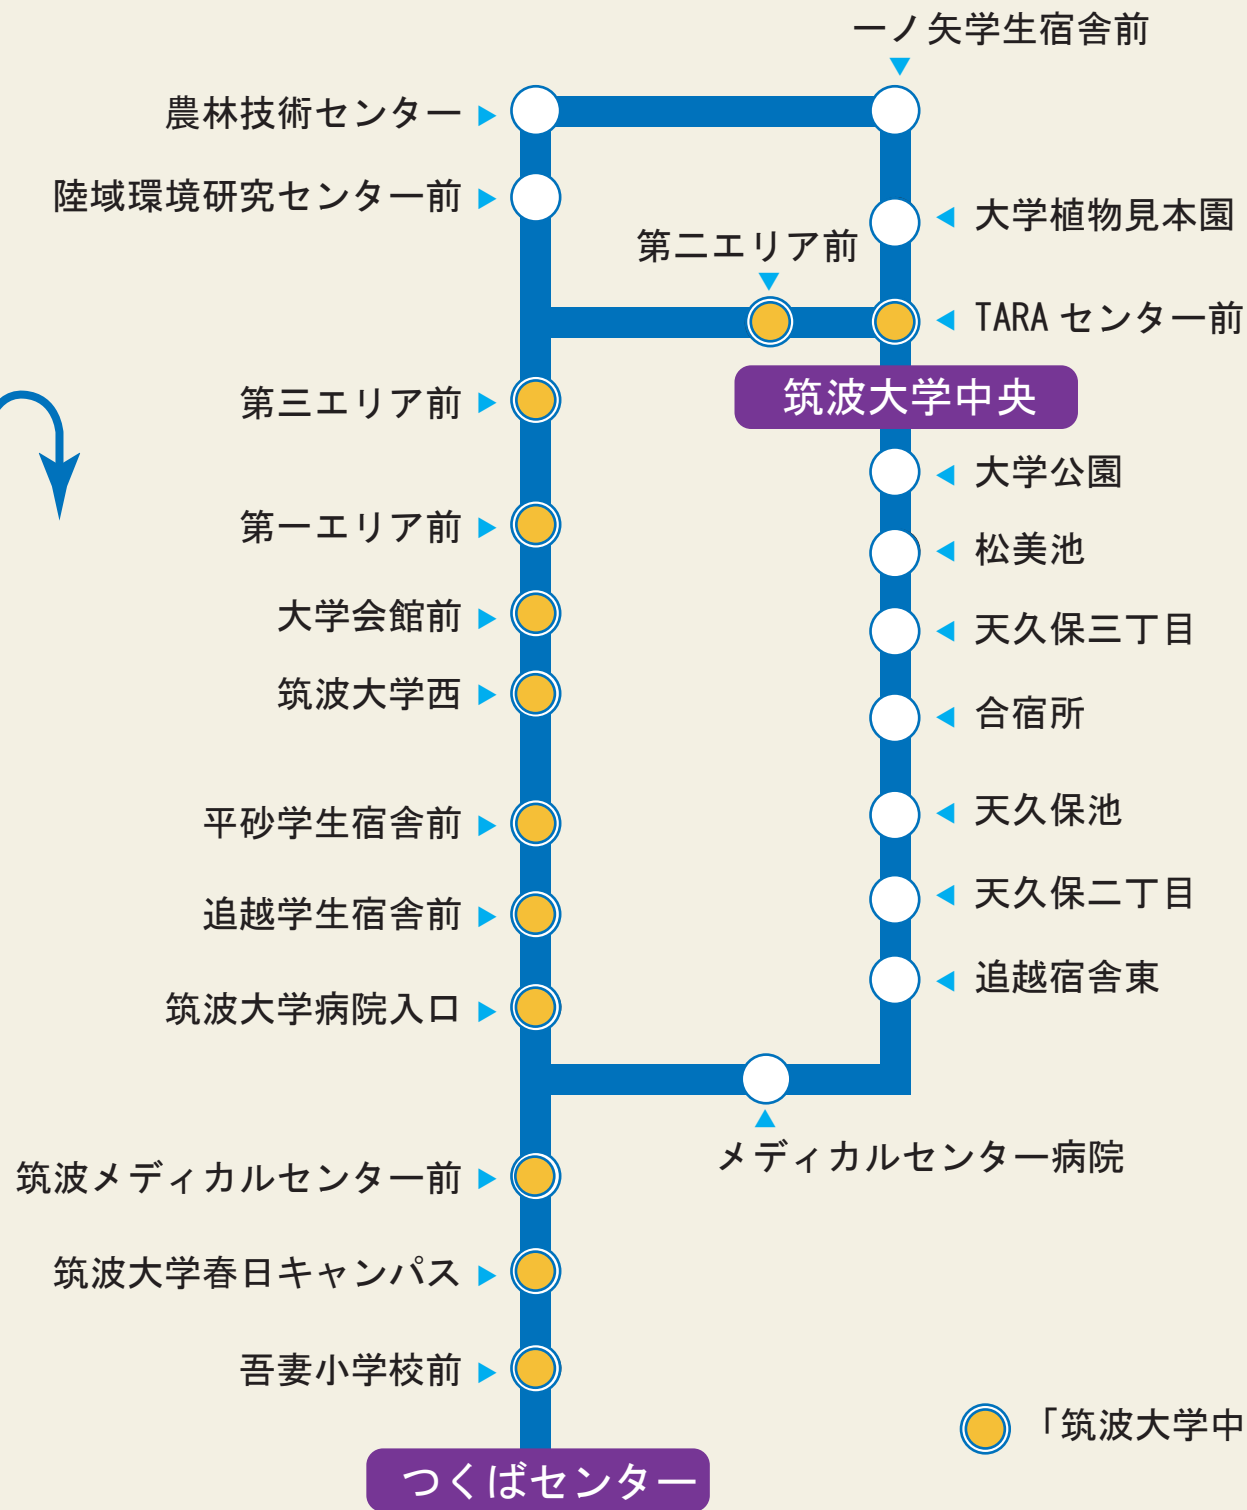 一ノ矢学生宿舎前
農林技術センター
陸域環境研究センター前
大学植物見本園
第二エリア前
TARA センター前
筑波大学中央
第三エリア前
大学公園
第一エリア前
松美池
大学会館前
天久保三丁目
筑波大学西
合宿所
平砂学生宿舎前
天久保池
追越学生宿舎前
天久保二丁目
追越宿舎東
筑波大学病院入口
メディカルセンター病院
筑波メディカルセンター前
筑波大学春日キャンパス
吾妻小学校前
「筑波大学中
つくばセンター